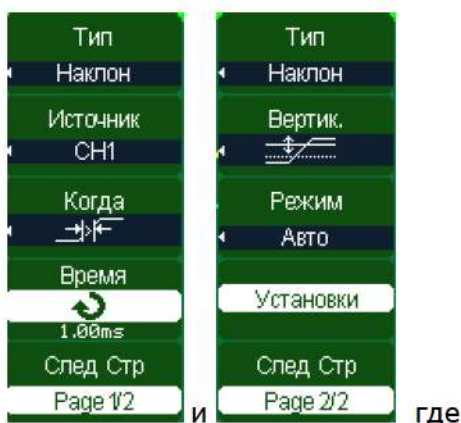 Тип
Наклон
Источник
CH1
Когда
Время
1.00ms
След Стр
Page 1/2
и
Тип
Наклон
Вертик.
Режим
Авто
Установки
След Стр
Page 2/2
где